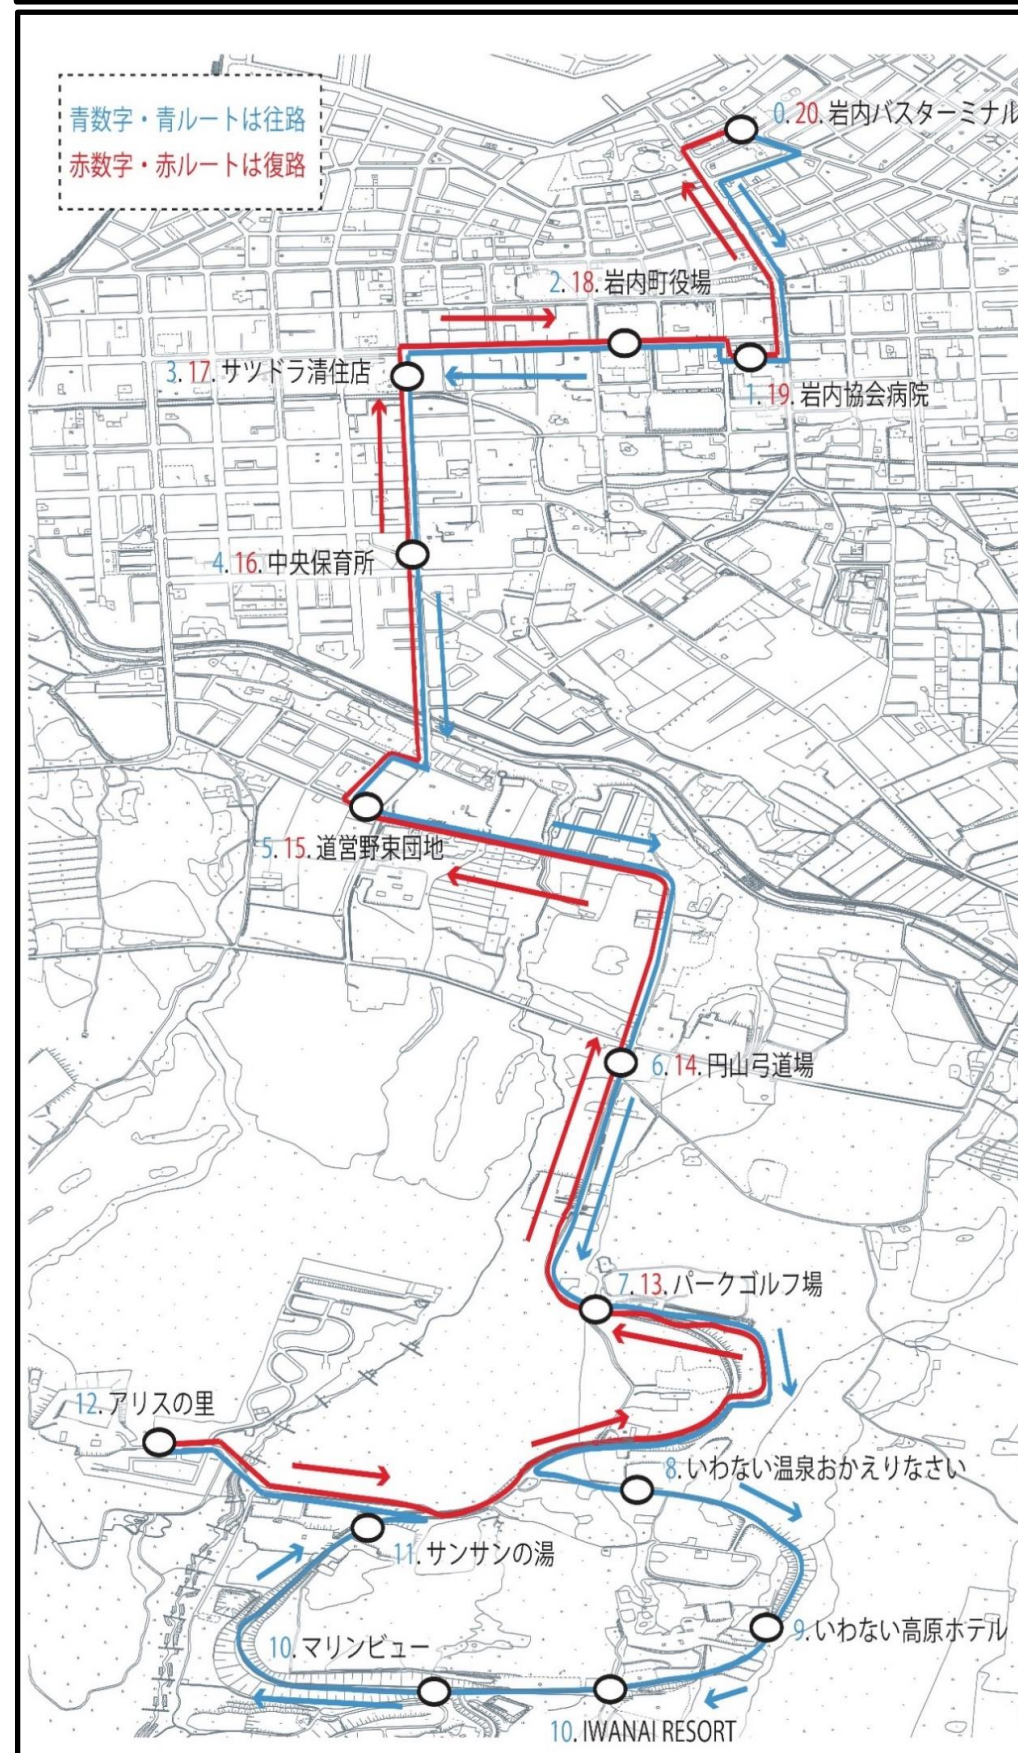 青数字・青ルートは往路
赤数字・赤ルートは復路
0. 20. 岩内バスターミナル
2. 18. 岩内町役場
3. 17. サツドラ清住店
1. 19. 岩内協会病院
4. 16. 中央保育所
5. 15. 道営野束団地
6. 14. 円山弓道場
7. 13. パークゴルフ場
12. アリスの里
8. いわない温泉おかえりなさい
11. サンサンの湯
9. いわない高原ホテル
10. マリンビュー
10. IWANAI RESORT